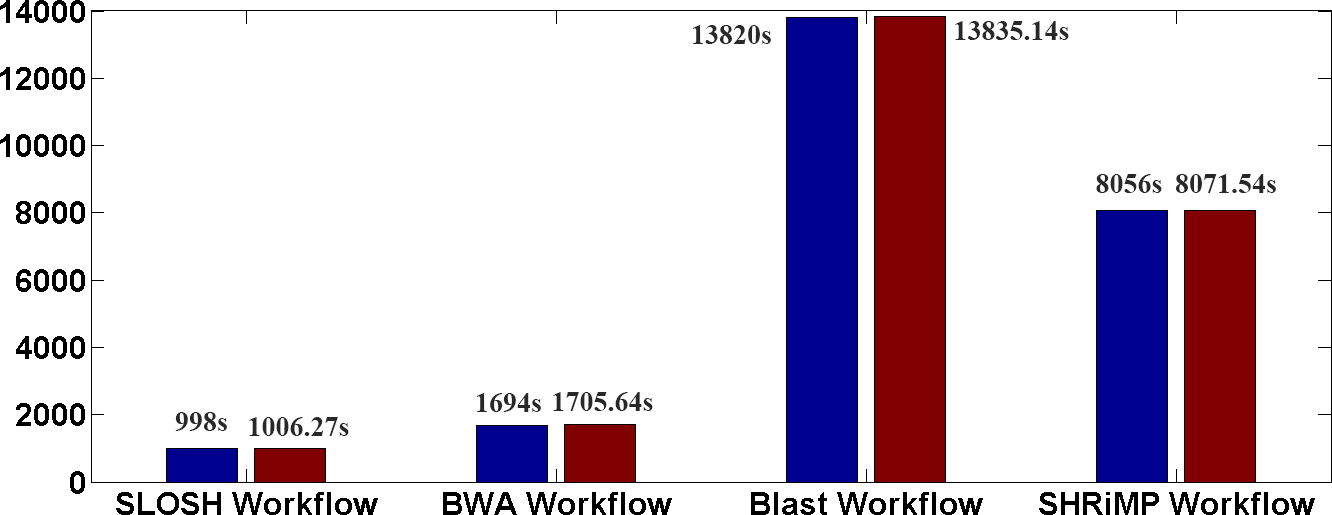 14000
13820s
13835.14s
12000
10000
8056s 8071.54s
8000
6000
4000
1694s 1705.64s
2000
998s 1006.27s
0
SLOSH Workflow BWA Workflow Blast Workflow SHRiMP Workflow